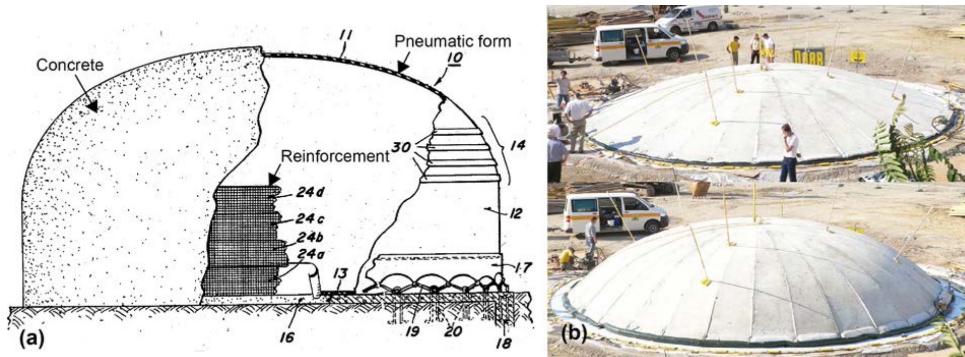 11
Pneumatic form
10
Concrete
30
14
Reinforcement
24d
24c
24b
24a
12
13
17
16
19
20
18
(a)
(b)